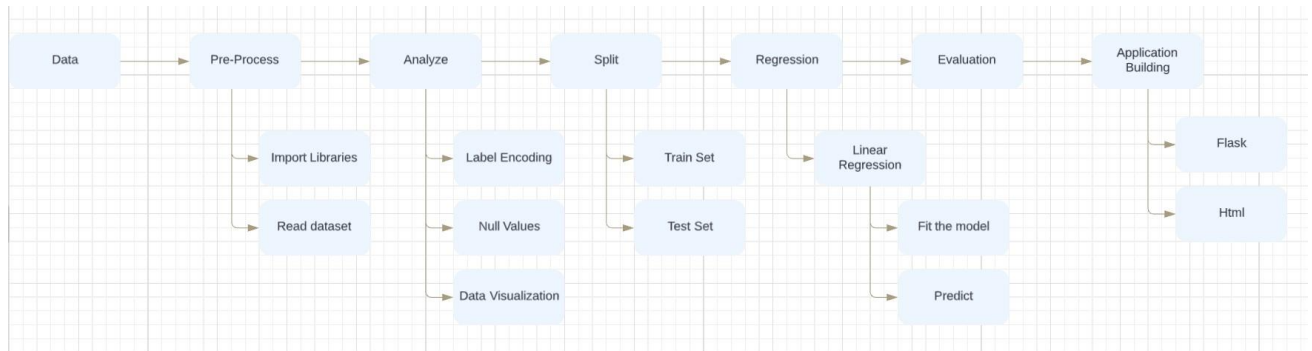 Data
Pre-Process
Analyze
Split
Regression
Evaluation
Application
Building
Import Libraries
Read dataset
Label Encoding
Null Values
Data Visualization
Train Set
Test Set
Linear
Regression
Fit the model
Predict
Flask
Html